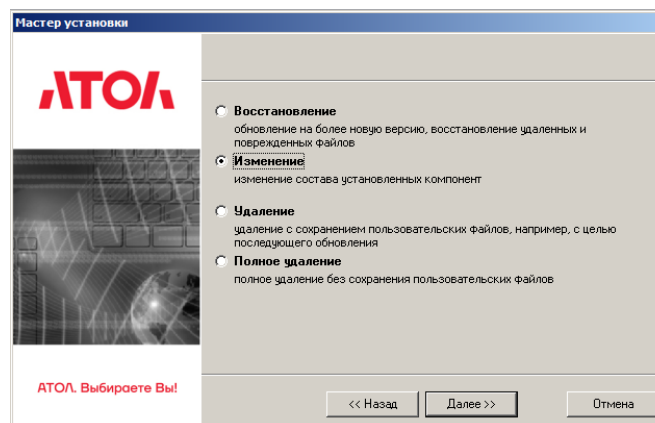 Мастер установки
АТОЛ
Восстановление
обновление на более новую версию, восстановление удаленных и
поврежденных файлов
Изменение
изменение состава установленных компонент
Удаление
удаление с сохранением пользовательских файлов, например, с целью
последующего обновления
Полное удаление
полное удаление без сохранения пользовательских файлов
АТОЛ. Выбираете Вы!
<< Назад Далее >> Отмена